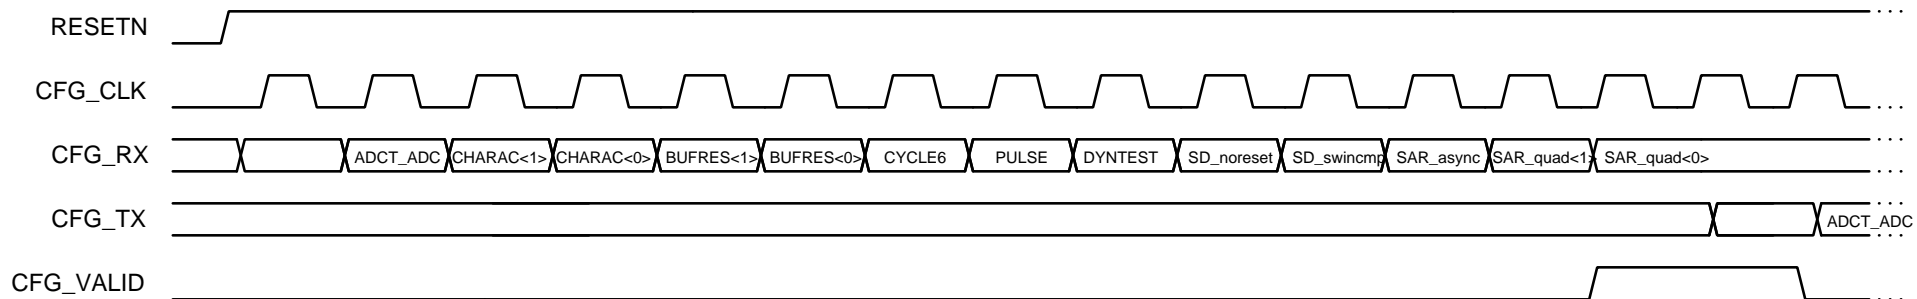 RESETN
CFG_CLK
CFG_RX ADCT_ADC CHARAC<1> CHARAC<0> BUFRES<1> BUFRES<0> CYCLE6 PULSE DYNTEST SD_noreset SD_swincmp SAR_async SAR_quad<1> SAR_quad<0>
CFG_TX ADCT_ADC
CFG_VALID